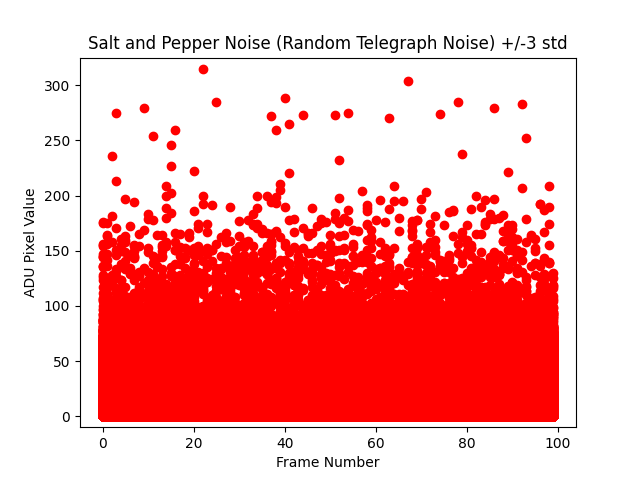 Salt and Pepper Noise (Random Telegraph Noise) +/-3 std
300
250
200
150
100
50
0
ADU Pixel Value
0 20 40 60 80 100
Frame Number